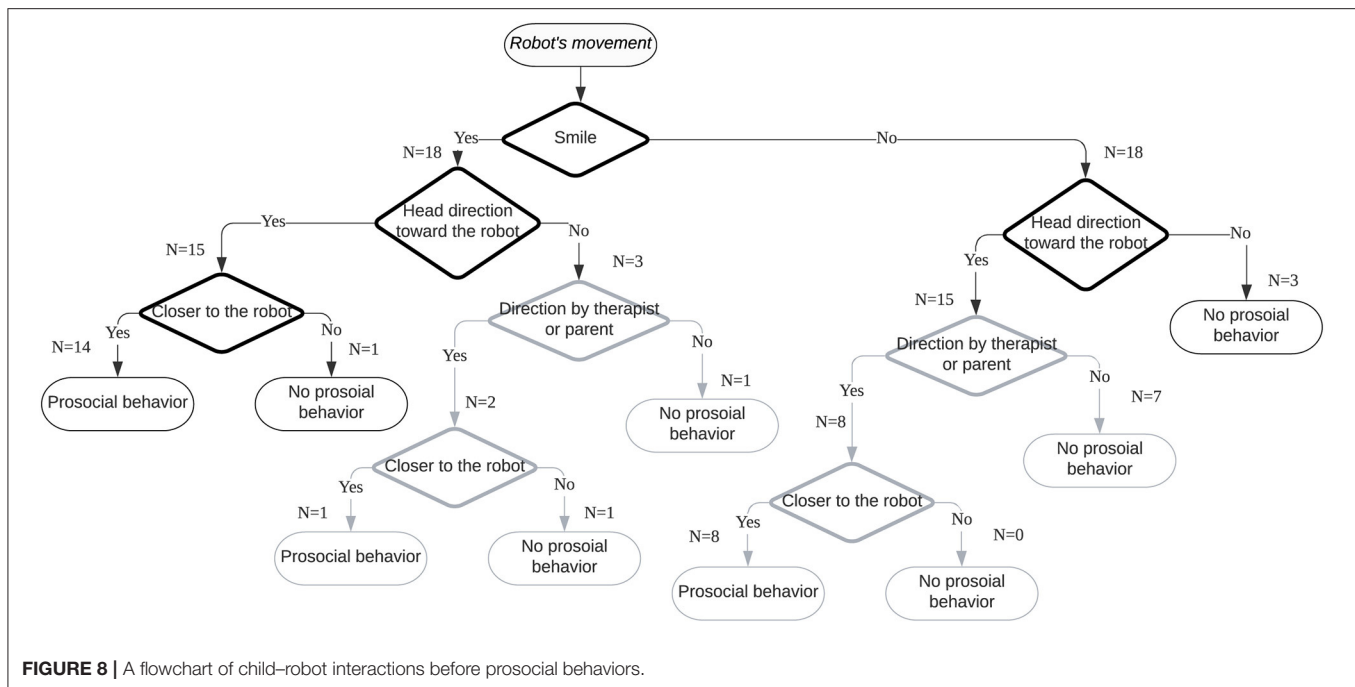 Robot's movement
Smile
Yes
No
N=18
N=18
Head direction
toward the robot
Head direction
toward the robot
Yes
No
Yes
No
N=15
N=3
N=15
N=3
Closer to the robot
Direction by therapist
or parent
No prosoial
behavior
Yes
No
N=14
N=1
Direction by therapist
or parent
Yes
No
Prosocial behavior
No prosoial
behavior
N=2
N=1
No prosoial
behavior
Yes
No
N=8
N=7
No prosoial
behavior
Closer to the robot
Closer to the robot
Yes
No
N=1
N=1
Yes
No
N=8
N=0
Prosocial behavior
No prosoial
behavior
Prosocial behavior
No prosoial
behavior
FIGURE 8 | A flowchart of child–robot interactions before prosocial behaviors.